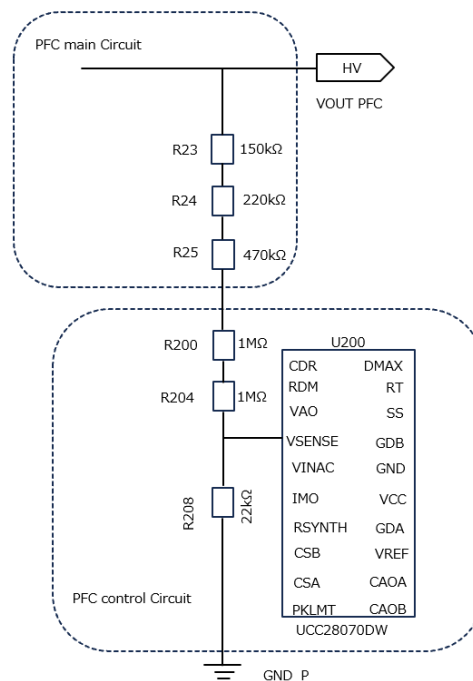 PFC main Circuit
HV
VOUT PFC
R23 150kΩ
R24 220kΩ
R25 470kΩ
R200 1MΩ
R204 1MΩ
R208 22kΩ
U200
CDR DMAX
RDM RT
VAO SS
VSENSE GDB
VINAC GND
IMO VCC
RSYNTH GDA
CSB VREF
CSA CAOA
PKLMT CAOB
UCC28070DW
PFC control Circuit
GND P